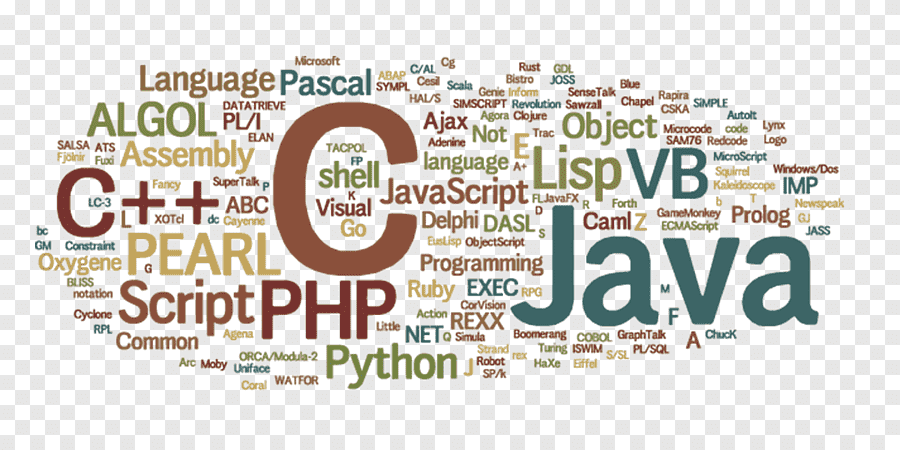 Microsoft
Language
Pascal
ABAP
SYMPL
C/AL
Cg
Cesil
Scala
HAL/S
Rust
GDL
Bistro
JOSS
Genie
Inform
SIMSCRIPT
Revolution
SenseTalk
Sawzall
Blue
Chapel
Rapira
CSKA
SiMPLE
AutoIt
ALGOL
DATATRIEVE
PL/I
ELAN
C
Ajax
Adenine
Agora
Clojure
Not
Trac
E
A+
Object
Microcode
code
SAM76
Redcode
Lynx
Logo
SALSA
ATS
Fjölnir
Fuxi
Assembly
TACPOL
FP
shell
K
Visual
Go
language
JavaScript
Lisp
VB
MicroScript
Squirrel
Kaleidoscope
b
T
Windows/Dos
IMP
Newspeak
C++
LC-3
Fancy
L
XOTcl
SuperTalk
P
ABC
dc
Cayenne
Delphi
DASL
D
S
FL
JavaFX
R
Forth
Caml
Z
GameMonkey
ECMAScript
Prolog
GJ
JASS
bc
GM
Constraint
Oxygene
PEARL
G
EusLisp
ObjectScript
Java
BLISS
notation
Script
PHP
Programming
Ruby
EXEC
RPG
M
F
Cyclone
RPL
Common
Agena
Little
Action
CorVision
REXX
NET
Q
Simula
Boomerang
COBOL
GraphTalk
A
ChucK
Arc
Moby
ORCA/Modula-2
Uniface
Coral
WATFOR
Python
J
Strand
rex
Robot
SP/k
Turing
ISWIM
S/SL
PL/SQL
HaXe
Eiffel